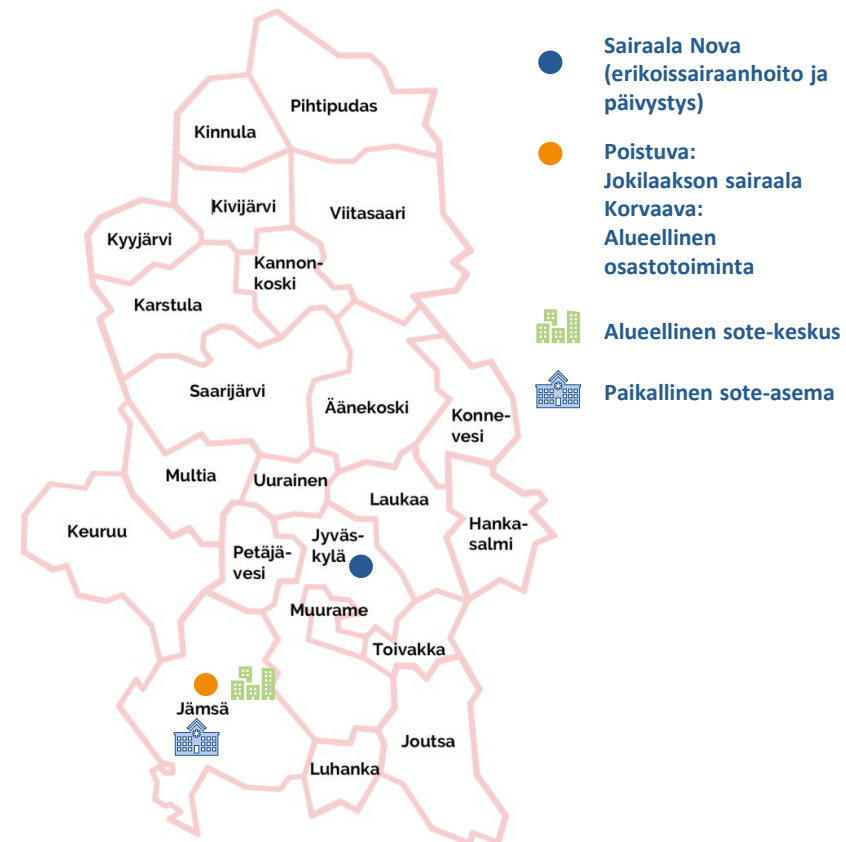 Sairaala Nova
(erikoissairaanhoito ja
päivystys)
Poistuva:
Jokilaakson sairaala
Korvaava:
Alueellinen
osastotoiminta
Alueellinen sote-keskus
Paikallinen sote-asema
Pihtipudas
Kinnula
Kivijärvi
Viitasaari
Kyyjärvi
Kannon-
koski
Karstula
Saarijärvi
Äänekoski
Konne-
vesi
Multia
Uurainen
Laukaa
Keuruu
Hanka-
salmi
Jyväs-
kylä
Petäjä-
vesi
Muurame
Toivakka
Jämsä
Joutsa
Luhanka